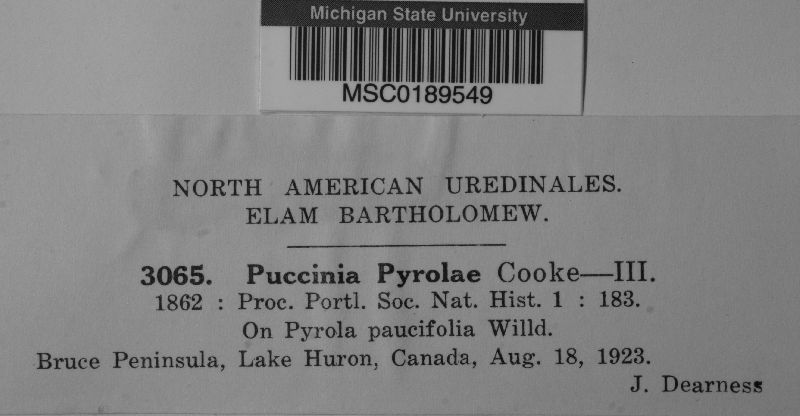 Michigan State University
MSC0189549
NORTH AMERICAN UREDINALES.
ELAM BARTHOLOMEW.
3065. Puccinia Pyrolae Cooke—III.
1862 : Proc. Portl. Soc. Nat. Hist. 1 : 183.
On Pyrola paucifolia Willd.
Bruce Peninsula, Lake Huron, Canada, Aug. 18, 1923.
J. Dearness